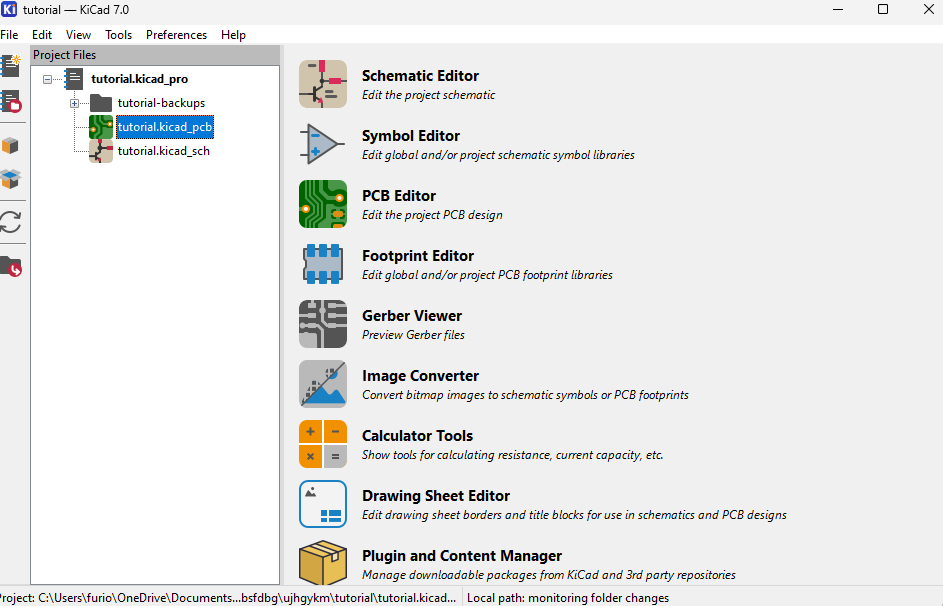 Ki tutorial — KiCad 7.0
File Edit View Tools Preferences Help
Project Files
tutorial.kicad_pro
tutorial-backups
tutorial.kicad_pcb
tutorial.kicad_sch
Schematic Editor
Edit the project schematic
Symbol Editor
Edit global and/or project schematic symbol libraries
PCB Editor
Edit the project PCB design
Footprint Editor
Edit global and/or project PCB footprint libraries
Gerber Viewer
Preview Gerber files
Image Converter
Convert bitmap images to schematic symbols or PCB footprints
Calculator Tools
Show tools for calculating resistance, current capacity, etc.
Drawing Sheet Editor
Edit drawing sheet borders and title blocks for use in schematics and PCB designs
Plugin and Content Manager
Manage downloadable packages from KiCad and 3rd party repositories
Project: C:\Users\furio\OneDrive\Documents...bsfdbg\ujhgykm\tutorial\tutorial.kicad... Local path: monitoring folder changes